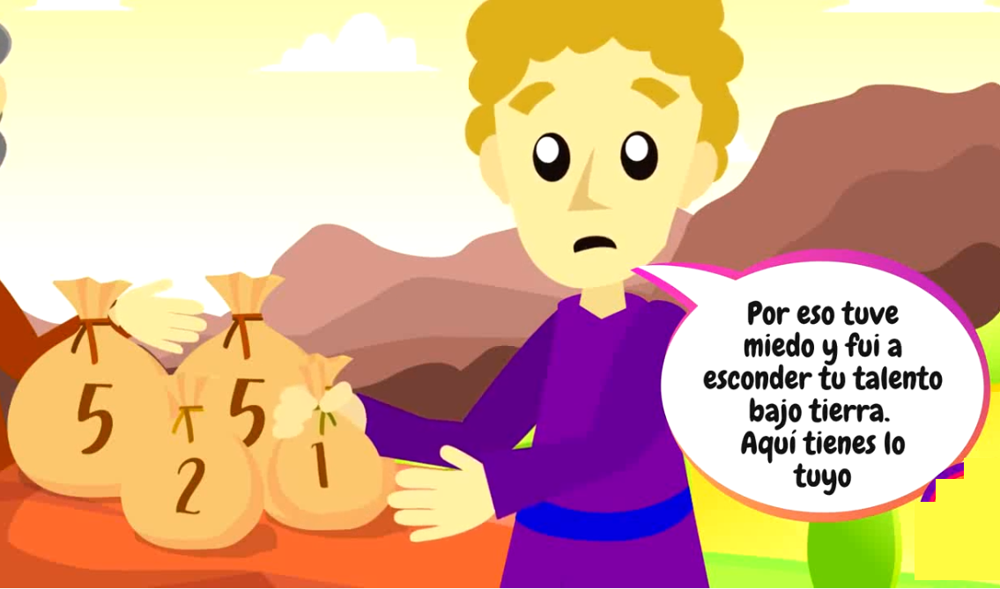 5
5
2
1
Por eso tuve
miedo y fui a
esconder tu talento
bajo tierra.
Aquí tienes lo
tuyo